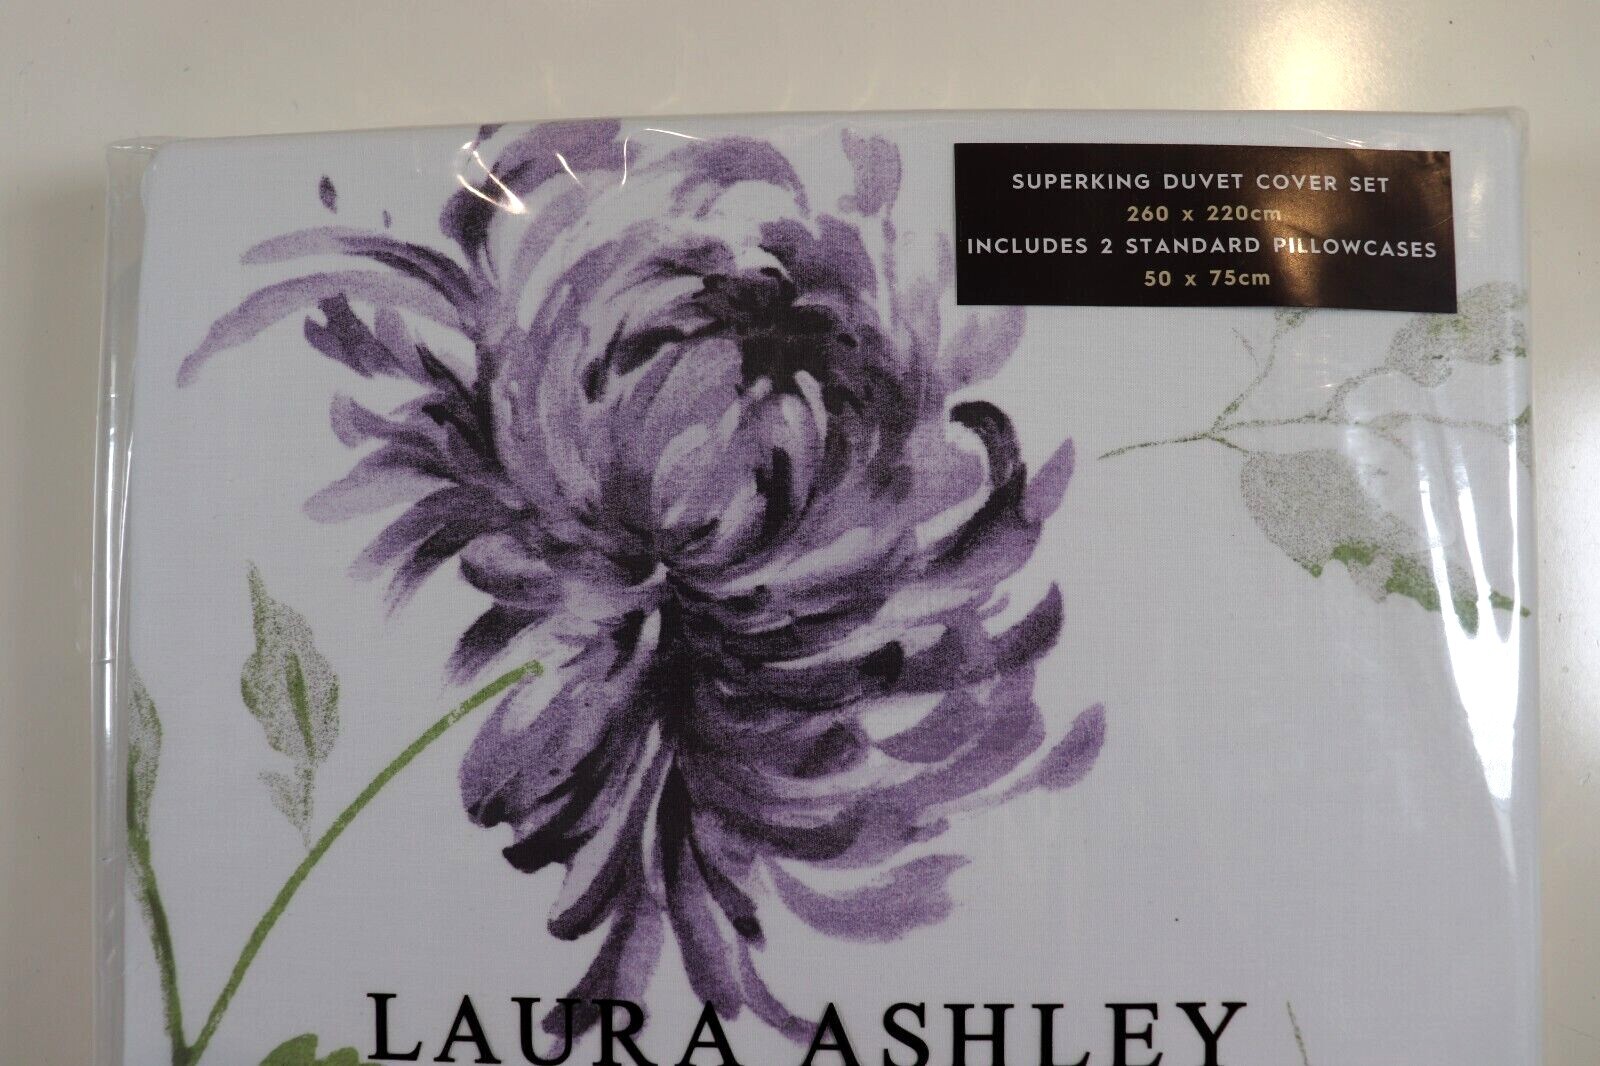 SUPERKING DUVET COVER SET
260 x 220cm
INCLUDES 2 STANDARD PILLOWCASES
50 x 75cm
LAURA ASHLEY